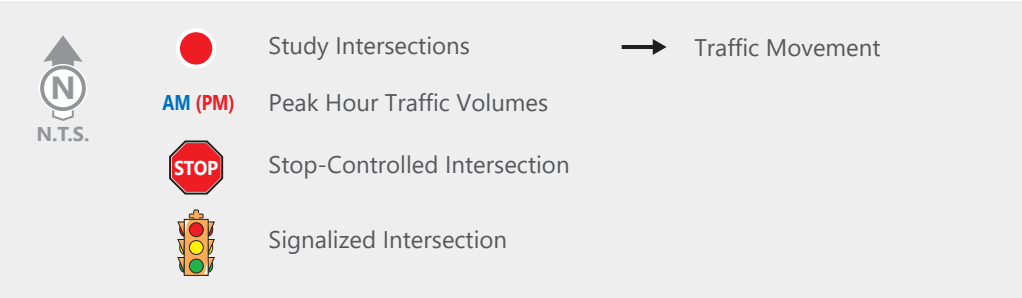 N
N.T.S.
Study Intersections
Traffic Movement
AM (PM) Peak Hour Traffic Volumes
STOP Stop-Controlled Intersection
Signalized Intersection